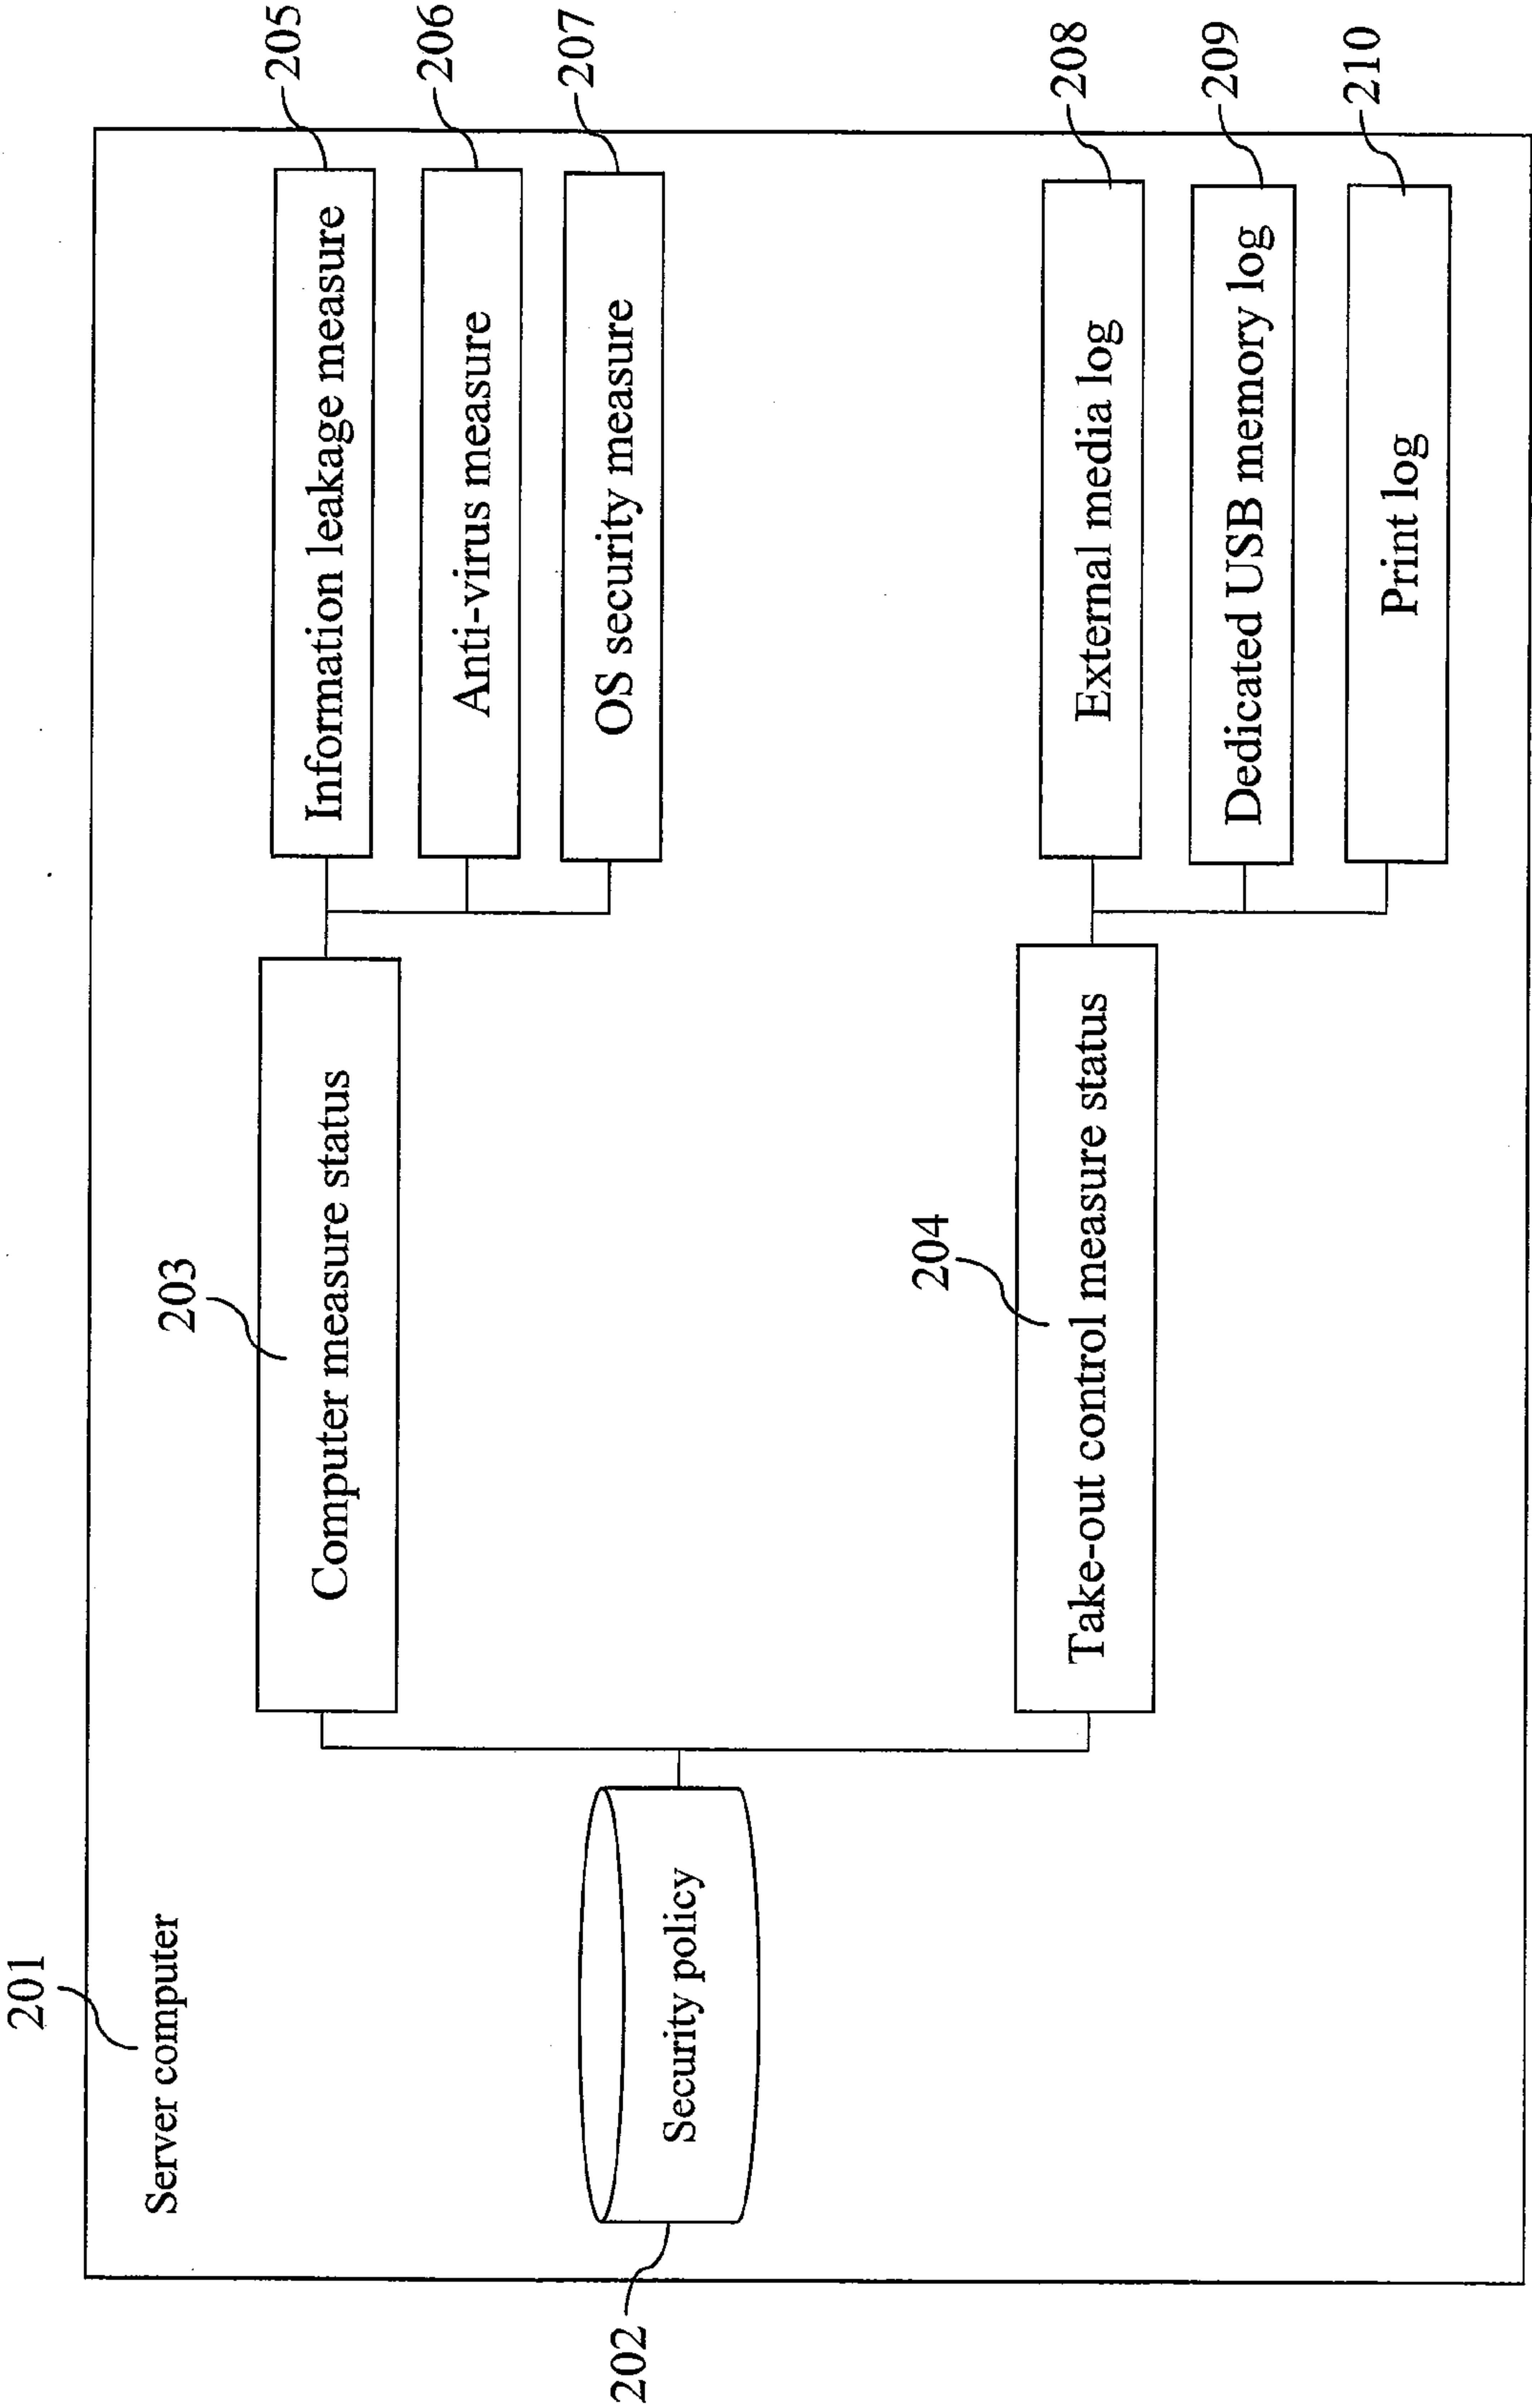 201
Server computer
202
Security policy
203
Computer measure status
204
Take-out control measure status
205
Information leakage measure
206
Anti-virus measure
207
OS security measure
208
External media log
209
Dedicated USB memory log
210
Print log